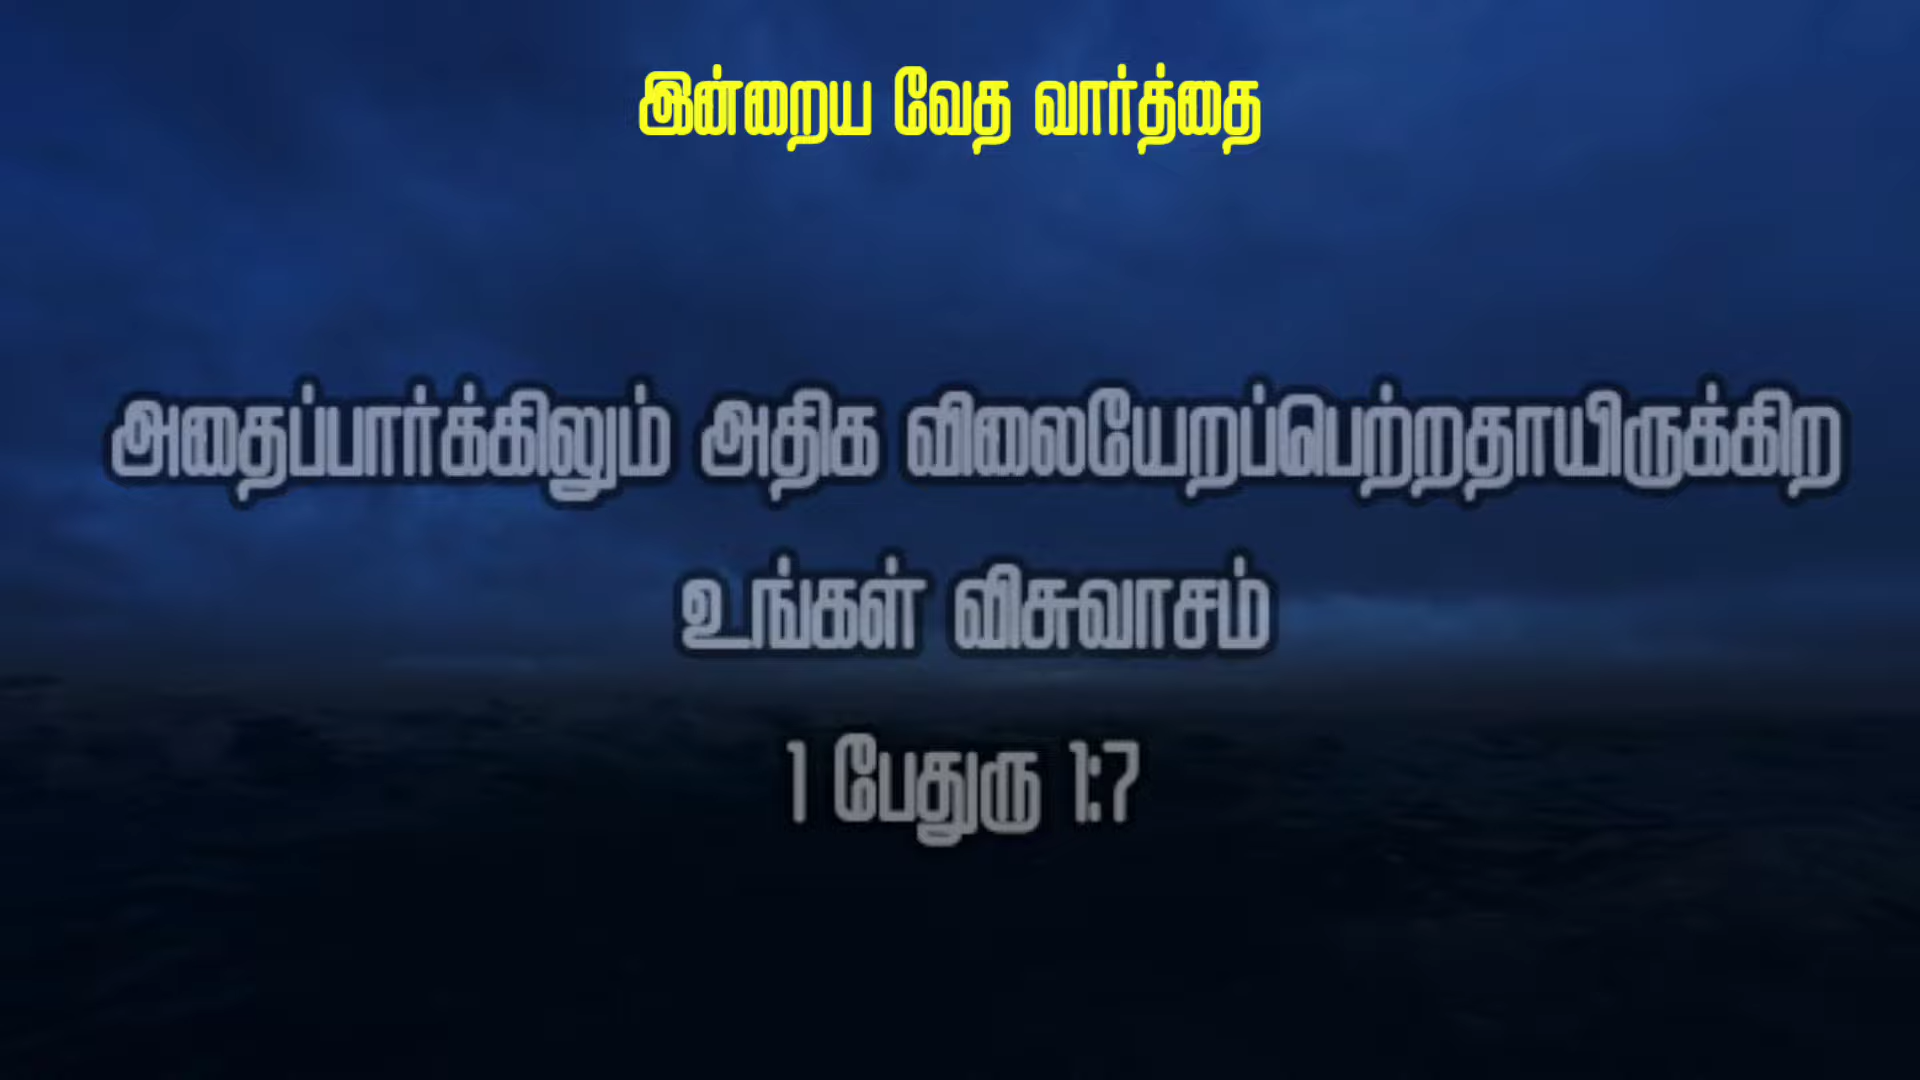 இன்றைய வேத வார்த்தை
அதைப்பார்க்கிலும் அதிக விலையேறப்பெற்றதாயிருக்கிற
உங்கள் விசுவாசம்
1 பேதுரு 1:7